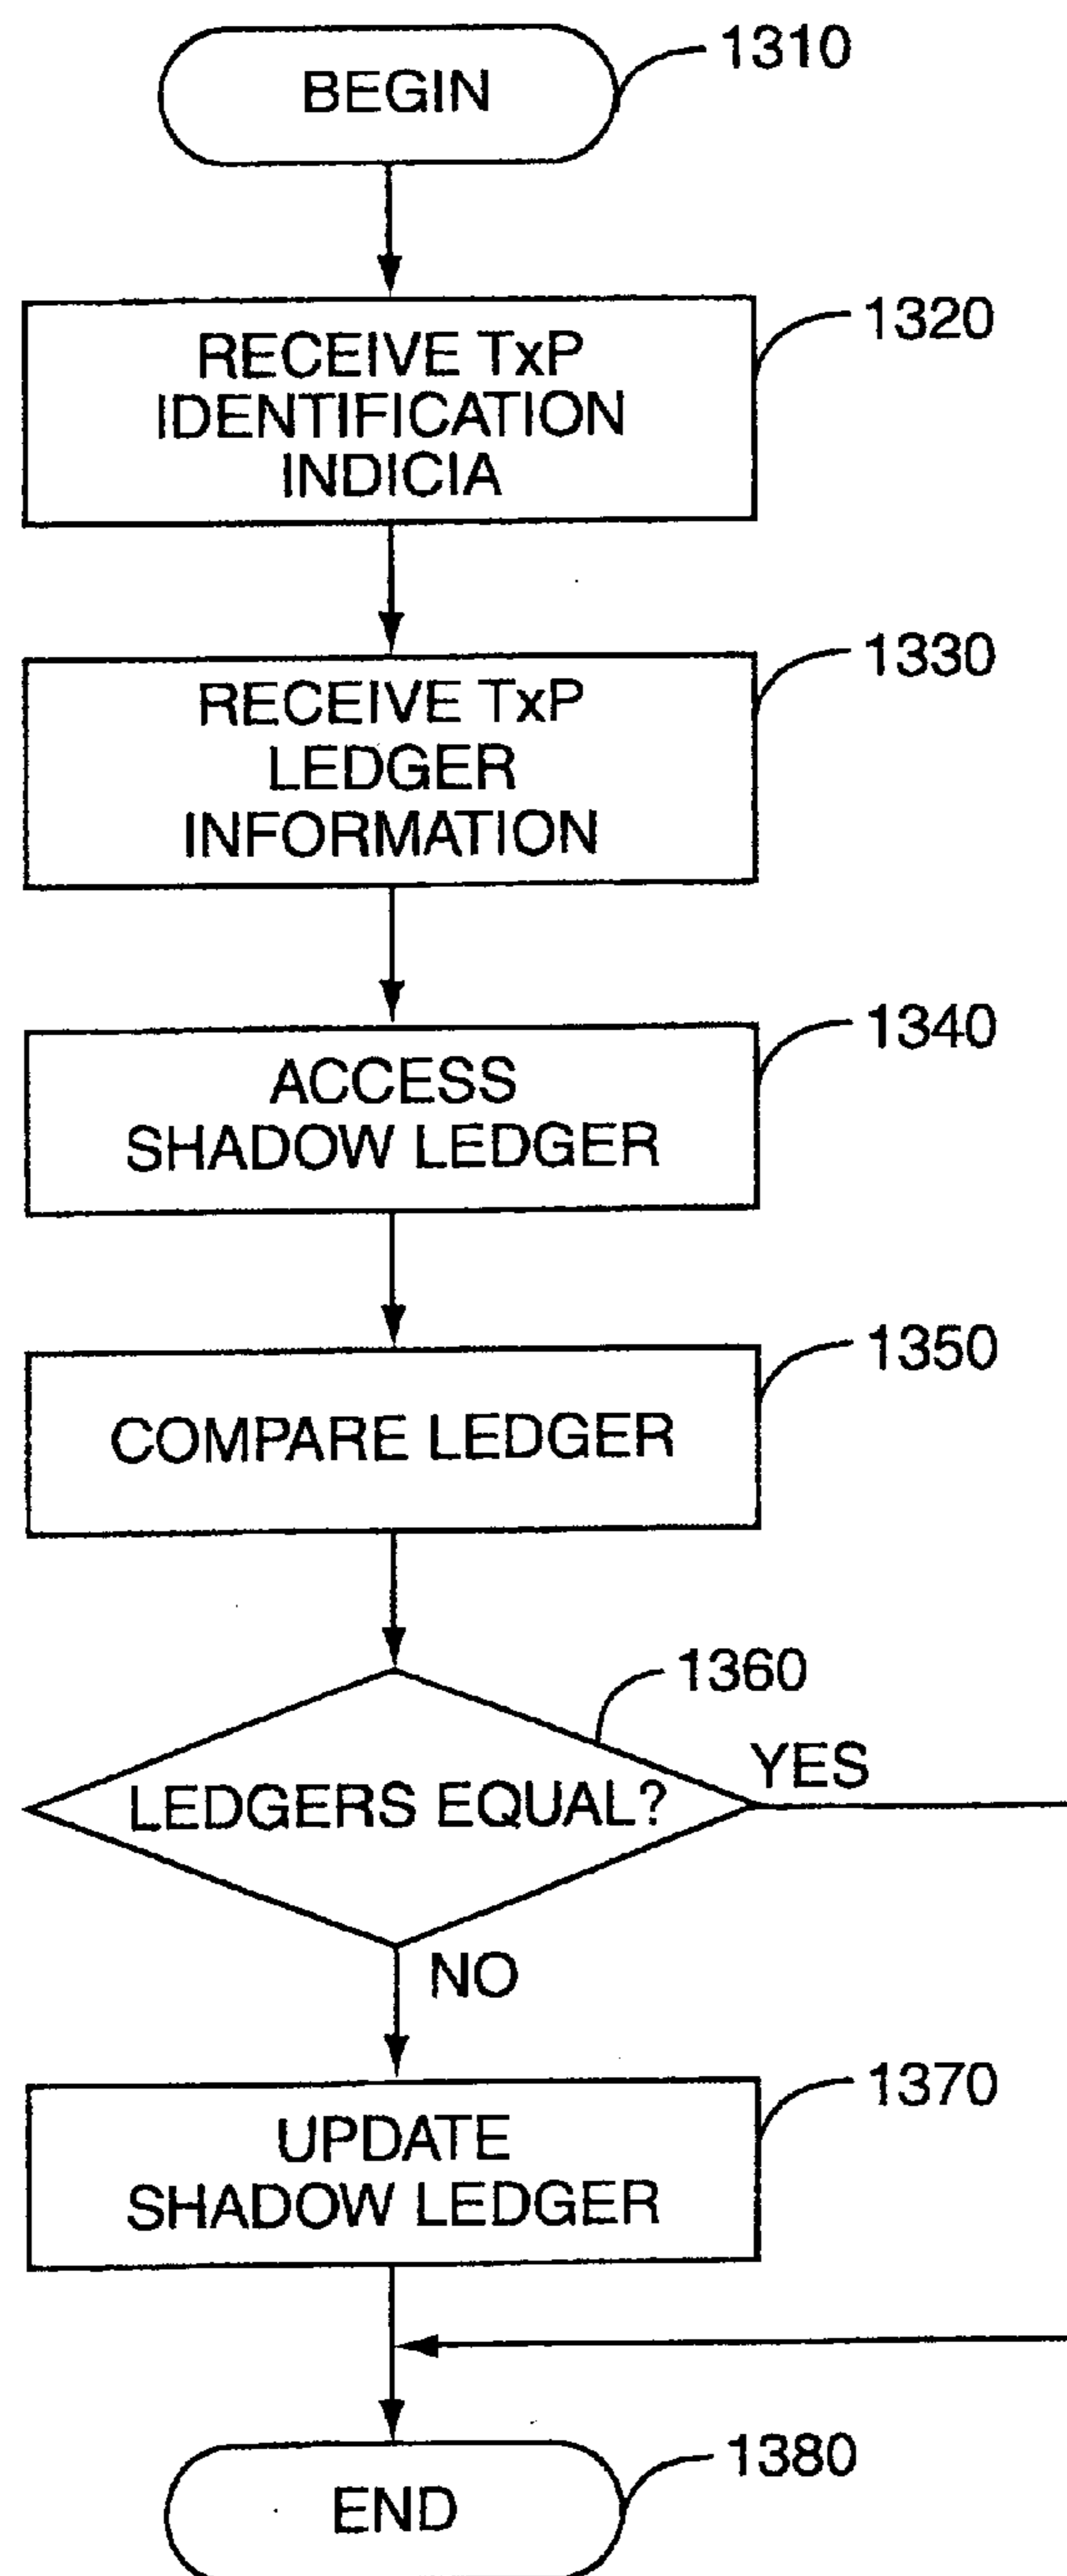 BEGIN
1310
RECEIVE TxP
IDENTIFICATION
INDICIA
1320
RECEIVE TxP
LEDGER
INFORMATION
1330
ACCESS
SHADOW LEDGER
1340
COMPARE LEDGER
1350
1360
LEDGERS EQUAL?
YES
NO
UPDATE
SHADOW LEDGER
1370
END
1380